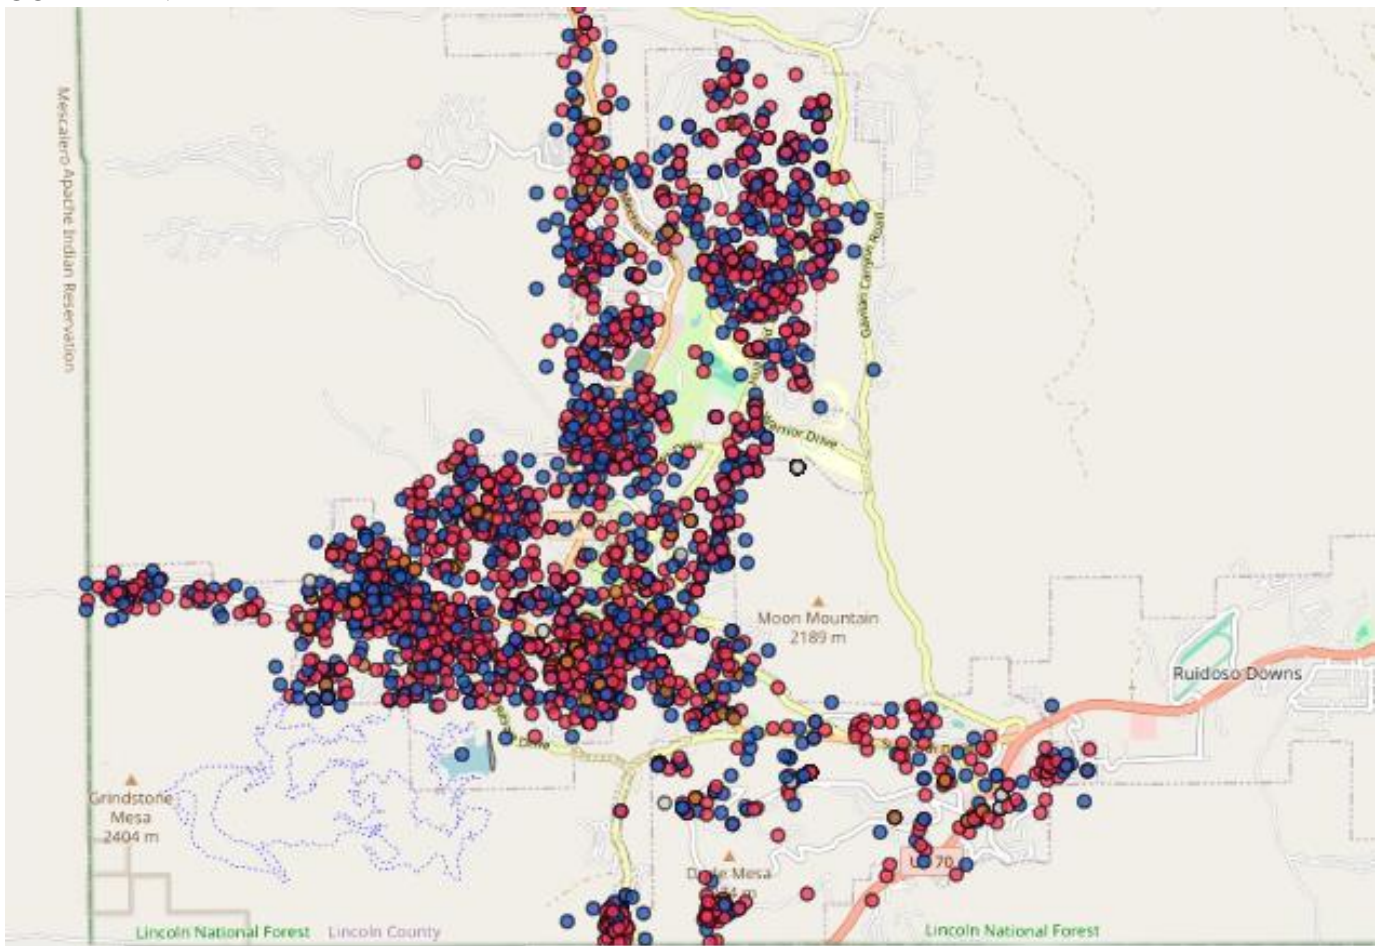 Mescalero Apache Indian Reservation
Gavilan Canyon Road
Warrior Drive
Moon Mountain
2189 m
Ruidoso Downs
Drive
Grindstone
Mesa
2404 m
70
Mesa
Lincoln National Forest
Lincoln County
Lincoln National Forest